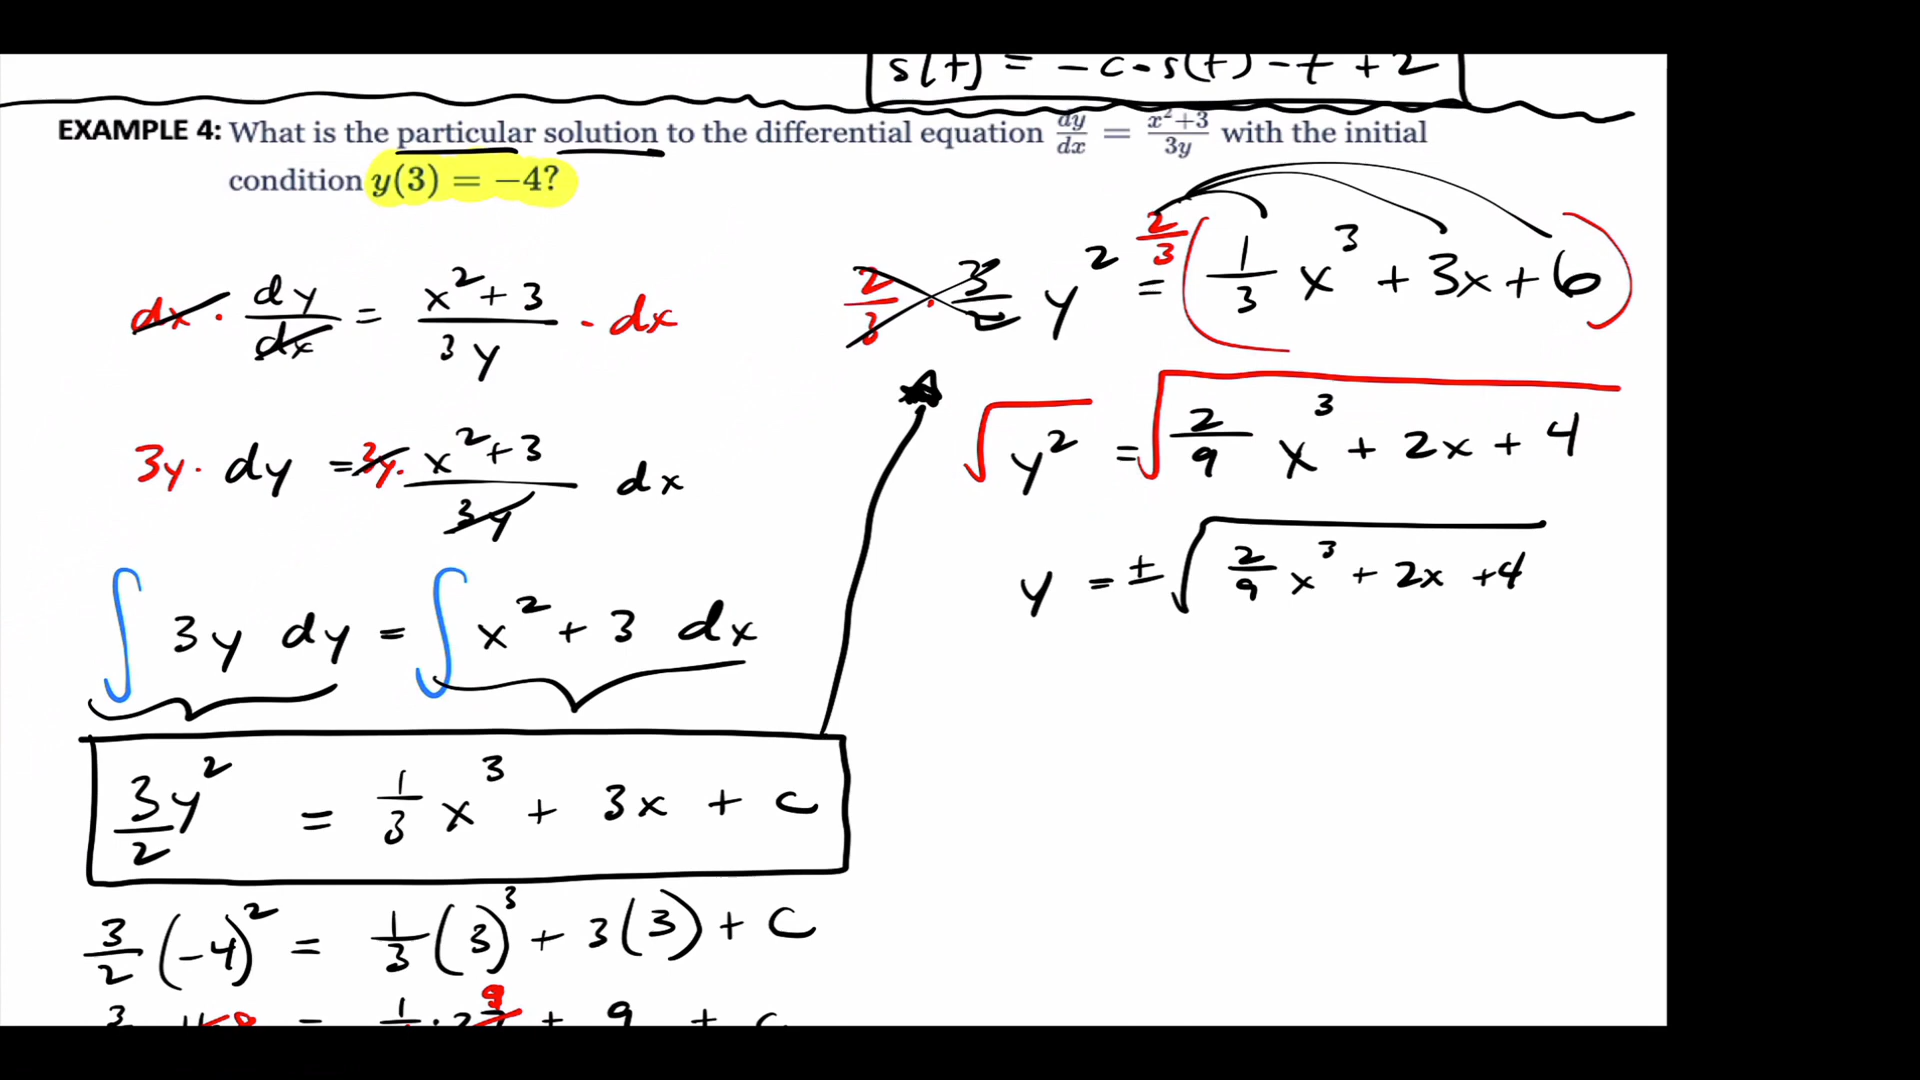 s(t) = -c·s(t) - t + 2
EXAMPLE 4: What is the particular solution to the differential equation dy/dx = x²+3/3y with the initial
condition y(3) = −4?
dx · dy/dx = x²+3/3y · dx
3y · dy = 3y · x²+3/3y dx
∫ 3y dy = ∫ x² + 3 dx
3/2 y² = 1/3 x³ + 3x + c
3/2 (-4)² = 1/3 (3)³ + 3(3) + C
2/3 · 3/2 y² = 2/3 (1/3 x³ + 3x + 6)
√y² = √2/9 x³ + 2x + 4
y = ± √2/9 x³ + 2x + 4